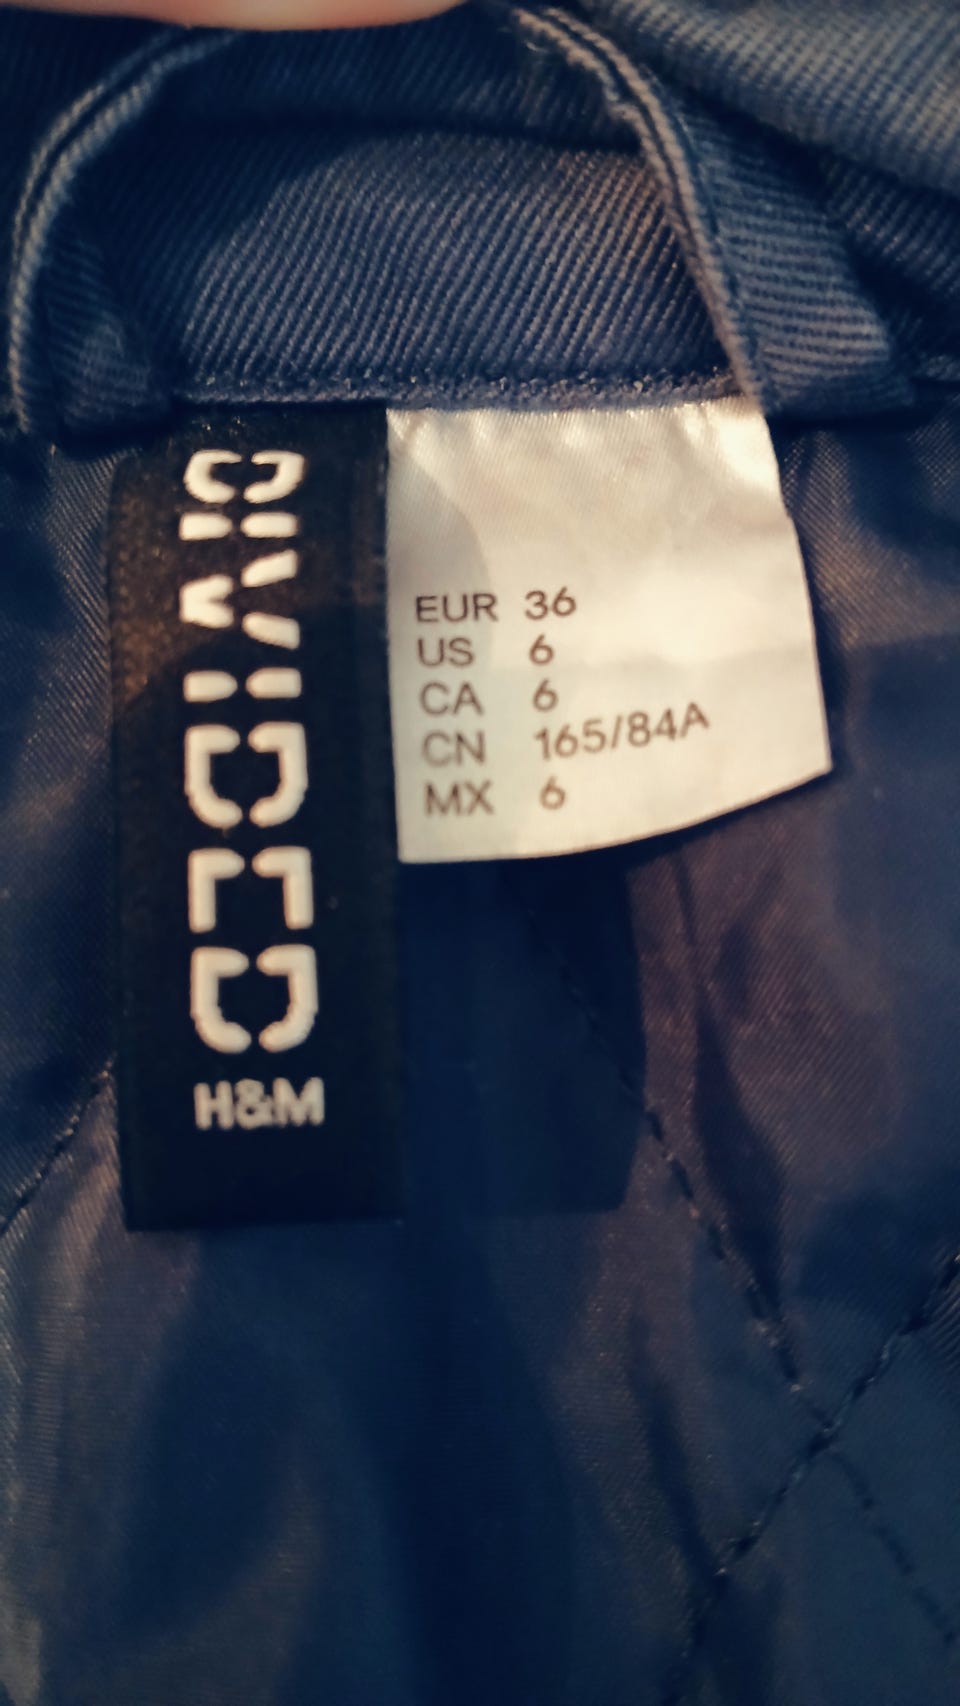 DIVIDED
H&M
EUR 36
US 6
CA 6
CN 165/84A
MX 6